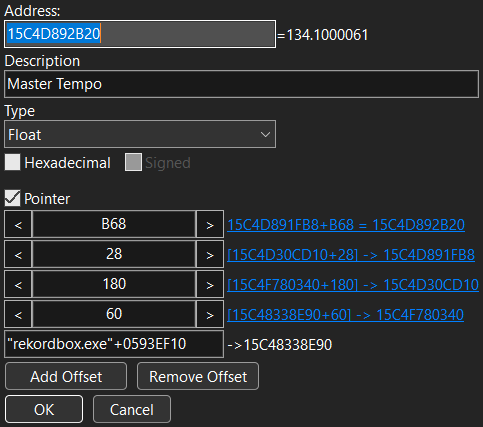 Address:
15C4D892B20 =134.1000061
Description
Master Tempo
Type
Float
Hexadecimal Signed
Pointer
< B68 > 15C4D891FB8+B68 = 15C4D892B20
< 28 > [15C4D30CD10+28] -> 15C4D891FB8
< 180 > [15C4F780340+180] -> 15C4D30CD10
< 60 > [15C48338E90+60] -> 15C4F780340
"rekordbox.exe"+0593EF10 ->15C48338E90
Add Offset Remove Offset
OK Cancel